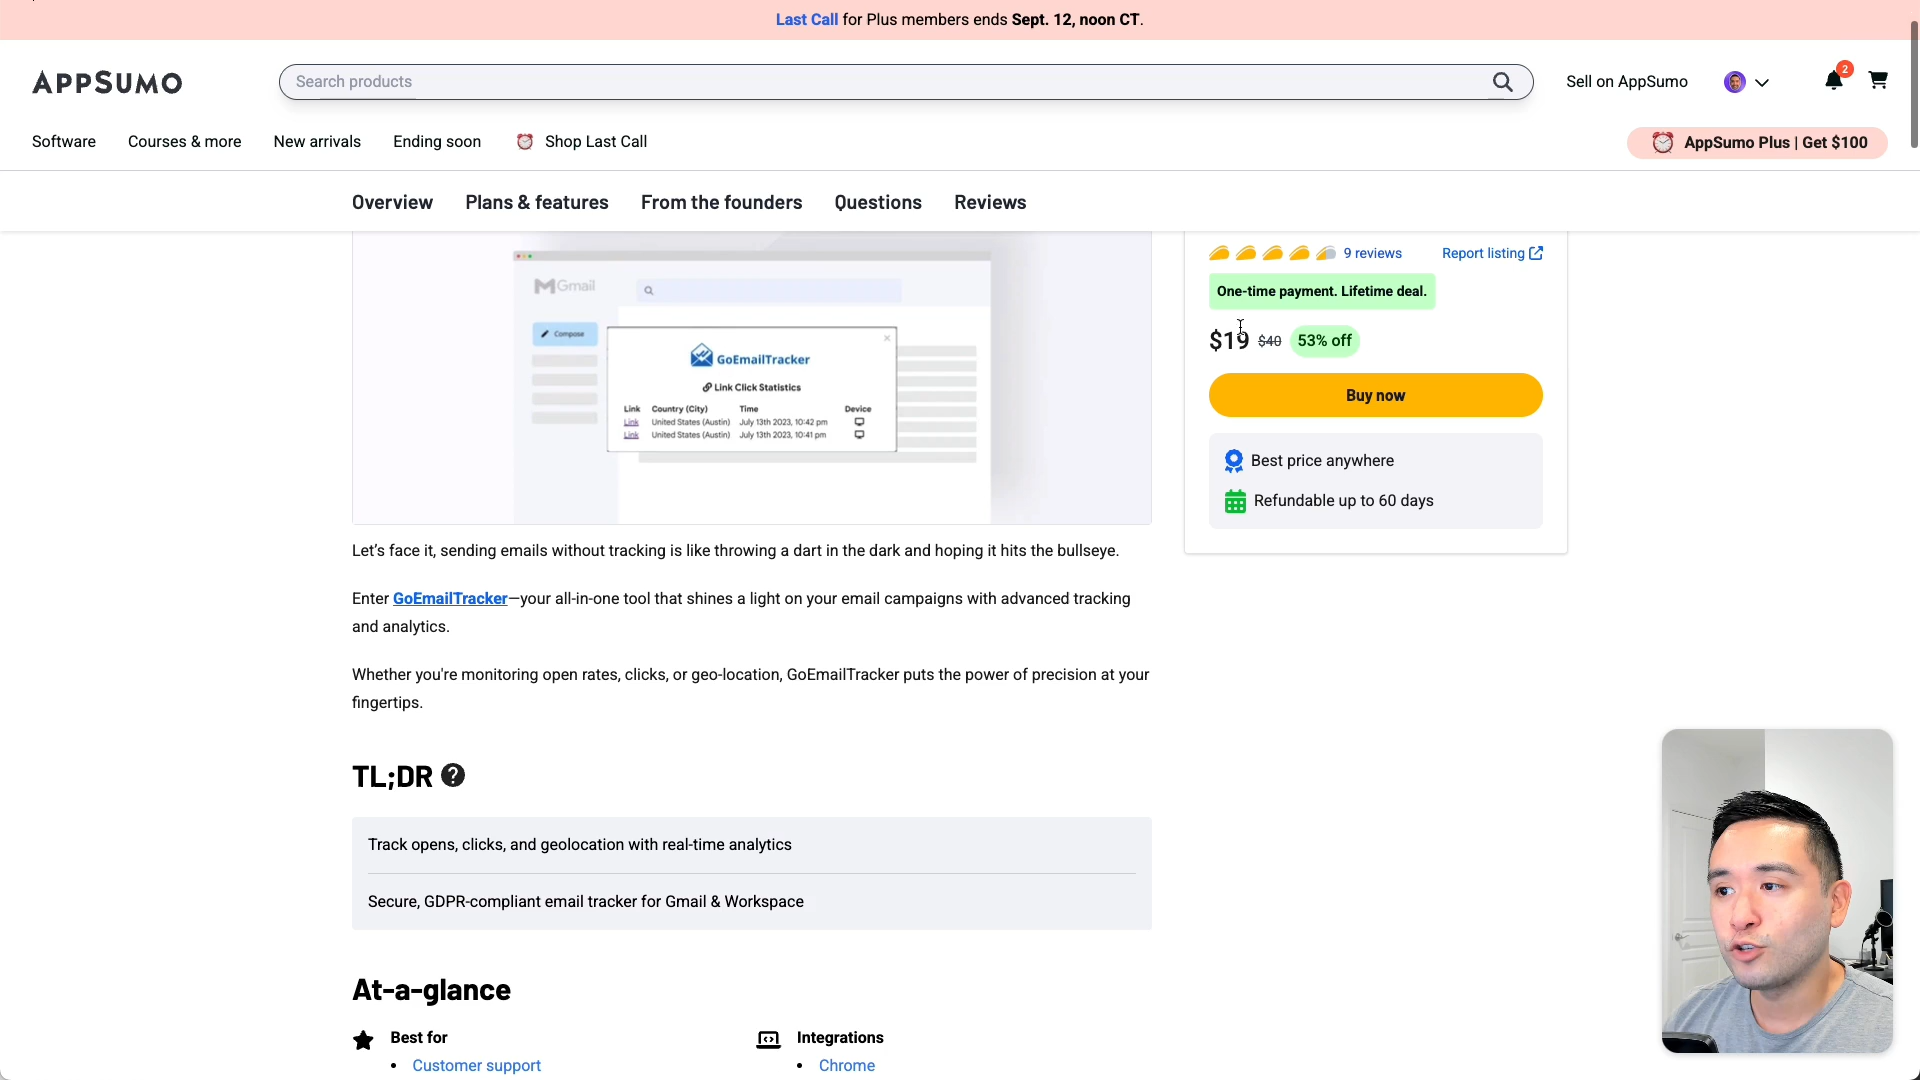 Last Call for Plus members ends Sept. 12, noon CT.
APPSUMO
Search products
Sell on AppSumo
2
Software
Courses & more
New arrivals
Ending soon
Shop Last Call
AppSumo Plus | Get $100
Overview
Plans & features
From the founders
Questions
Reviews
Gmail
Compose
GoEmailTracker
Link Click Statistics
Link Country (City) Time Device
Link United States (Austin) July 13th 2023, 10:42 pm
Link United States (Austin) July 13th 2023, 10:41 pm
9 reviews
Report listing
One-time payment. Lifetime deal.
$19 $40 53% off
Buy now
Best price anywhere
Refundable up to 60 days
Let’s face it, sending emails without tracking is like throwing a dart in the dark and hoping it hits the bullseye.
Enter GoEmailTracker—your all-in-one tool that shines a light on your email campaigns with advanced tracking
and analytics.
Whether you're monitoring open rates, clicks, or geo-location, GoEmailTracker puts the power of precision at your
fingertips.
TL;DR ?
Track opens, clicks, and geolocation with real-time analytics
Secure, GDPR-compliant email tracker for Gmail & Workspace
At-a-glance
Best for
• Customer support
Integrations
• Chrome